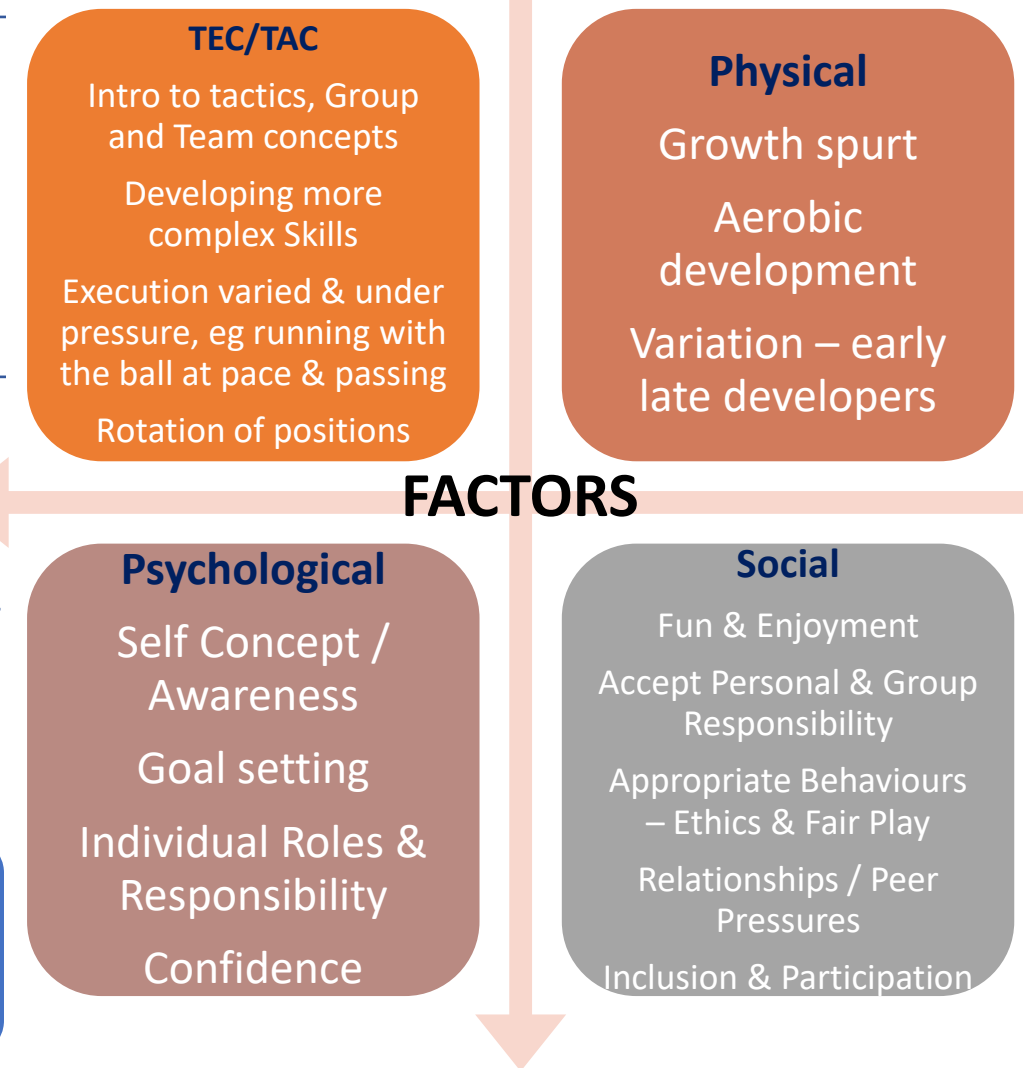 TEC/TAC
Intro to tactics, Group
and Team concepts
Developing more
complex Skills
Execution varied & under
pressure, eg running with
the ball at pace & passing
Rotation of positions
Physical
Growth spurt
Aerobic
development
Variation – early
late developers
FACTORS
Psychological
Self Concept /
Awareness
Goal setting
Individual Roles &
Responsibility
Confidence
Social
Fun & Enjoyment
Accept Personal & Group
Responsibility
Appropriate Behaviours
– Ethics & Fair Play
Relationships / Peer
Pressures
Inclusion & Participation